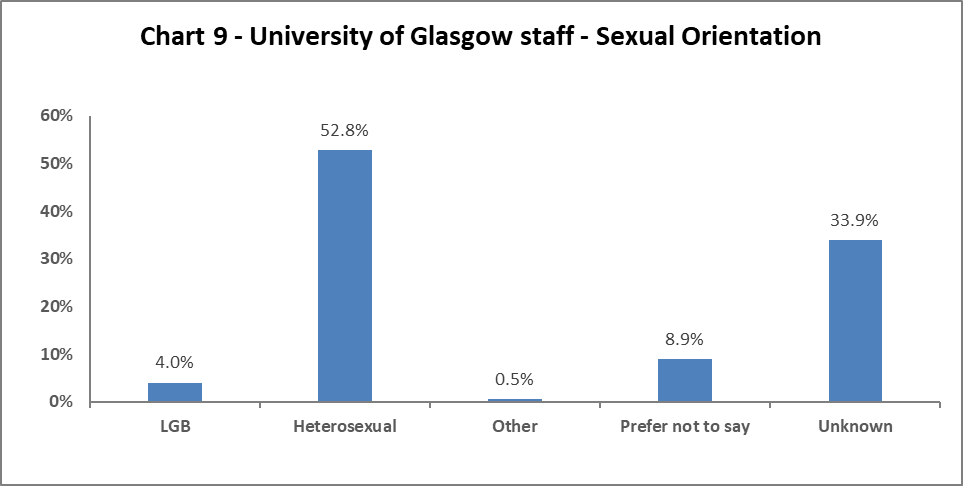 Chart 9 - University of Glasgow staff - Sexual Orientation
60%
50%
40%
30%
20%
10%
0%
4.0%
52.8%
0.5%
8.9%
33.9%
LGB
Heterosexual
Other
Prefer not to say
Unknown